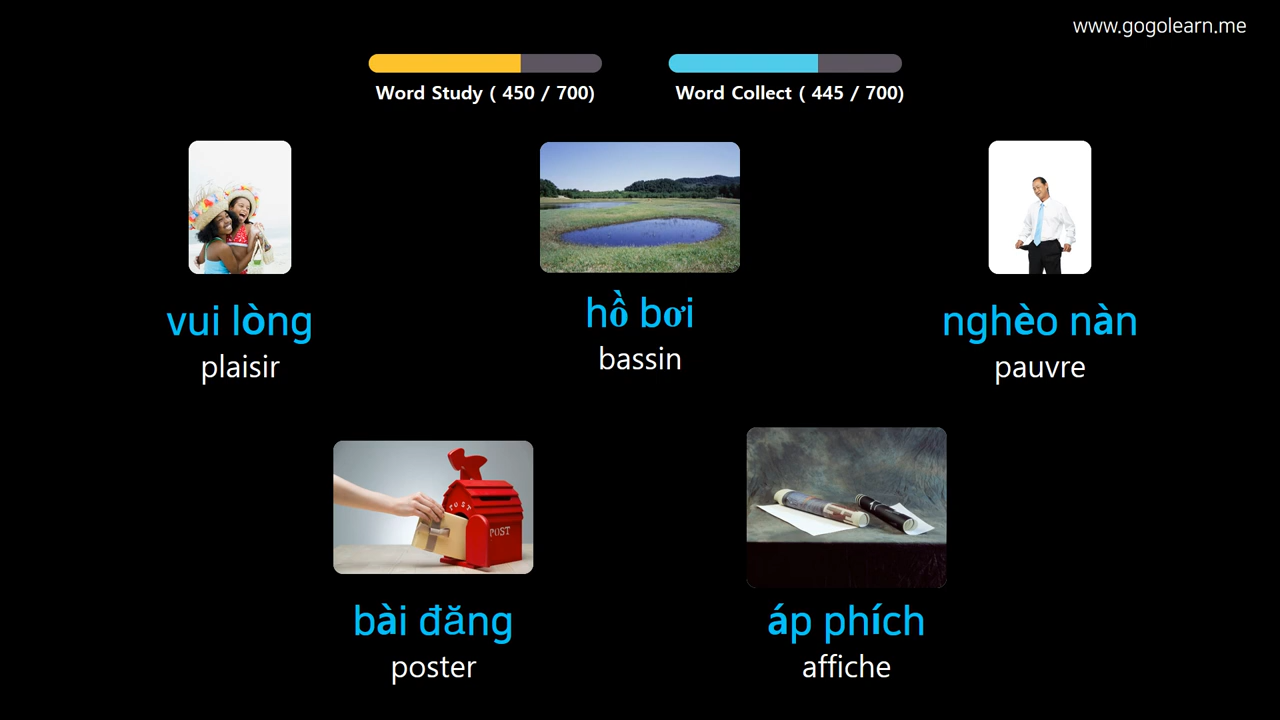 www.gogolearn.me
Word Study ( 450 / 700)
Word Collect ( 445 / 700)
vui lòng
plaisir
hồ bơi
bassin
nghèo nàn
pauvre
POST
POST
bài đăng
poster
áp phích
affiche